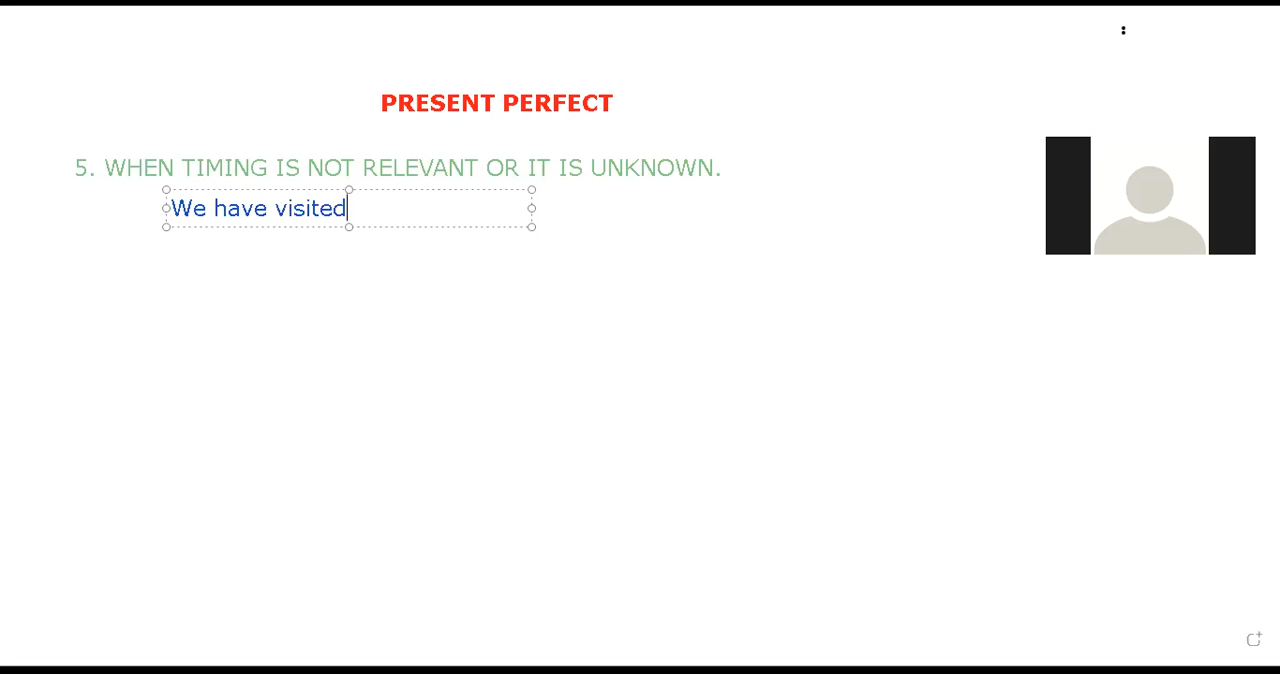 PRESENT PERFECT
5. WHEN TIMING IS NOT RELEVANT OR IT IS UNKNOWN.
We have visited